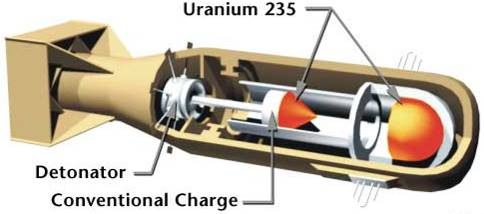 Uranium 235
Detonator
Conventional Charge